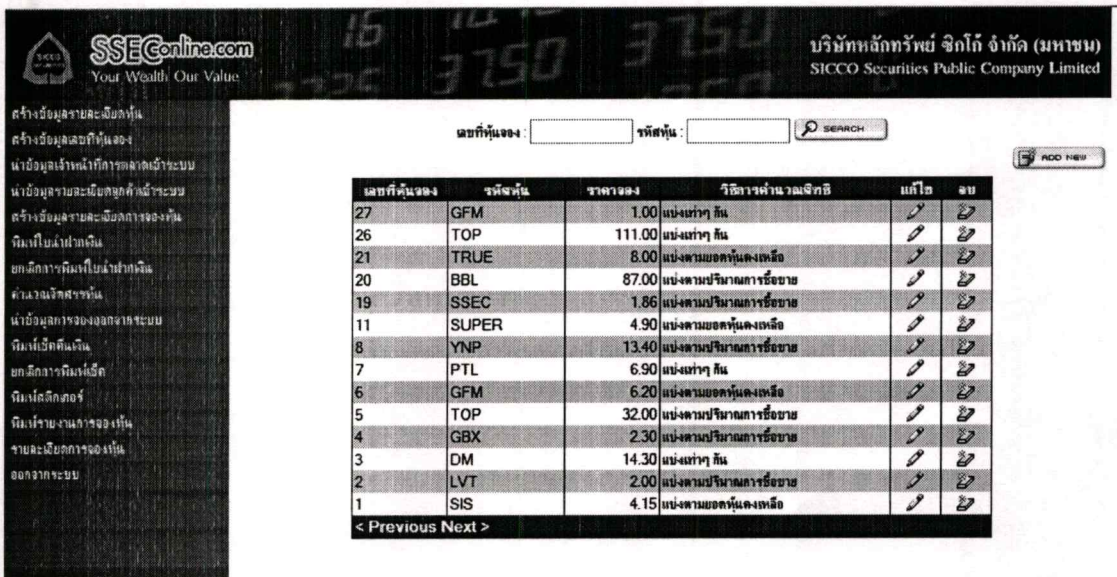 SICCO
SSEConline.com
Your Wealth Our Value
บริษัทหลักทรัพย์ ซิกโก้ จำกัด (มหาชน)
SICCO Securities Public Company Limited
สร้างข้อมูลรายละเอียดหุ้น
สร้างข้อมูลเลขที่หุ้นจอง
นำข้อมูลเจ้าหน้าที่การตลาดเข้าระบบ
นำข้อมูลรายละเอียดลูกค้าเข้าระบบ
สร้างข้อมูลรายละเอียดการจองหุ้น
พิมพ์ใบนำฝากเงิน
ยกเลิกการพิมพ์ใบนำฝากเงิน
คำนวณจัดสรรหุ้น
นำข้อมูลการจองออกจากระบบ
พิมพ์เช็คคืนเงิน
ยกเลิกการพิมพ์เช็ค
พิมพ์สติกเกอร์
พิมพ์รายงานการจองหุ้น
รายละเอียดการจองหุ้น
ออกจากระบบ
เลขที่หุ้นจอง : รหัสหุ้น : SEARCH
ADD NEW
เลขที่หุ้นจอง รหัสหุ้น ราคาจอง วิธีการคำนวณสิทธิ แก้ไข ลบ
27 GFM 1.00 แบ่งเท่าๆ กัน
26 TOP 111.00 แบ่งเท่าๆ กัน
21 TRUE 8.00 แบ่งตามยอดหุ้นคงเหลือ
20 BBL 87.00 แบ่งตามปริมาณการซื้อขาย
19 SSEC 1.86 แบ่งตามปริมาณการซื้อขาย
11 SUPER 4.90 แบ่งตามยอดหุ้นคงเหลือ
8 YNP 13.40 แบ่งตามปริมาณการซื้อขาย
7 PTL 6.90 แบ่งเท่าๆ กัน
6 GFM 6.20 แบ่งตามยอดหุ้นคงเหลือ
5 TOP 32.00 แบ่งตามปริมาณการซื้อขาย
4 GBX 2.30 แบ่งตามปริมาณการซื้อขาย
3 DM 14.30 แบ่งเท่าๆ กัน
2 LVT 2.00 แบ่งตามปริมาณการซื้อขาย
1 SIS 4.15 แบ่งตามยอดหุ้นคงเหลือ
< Previous Next >